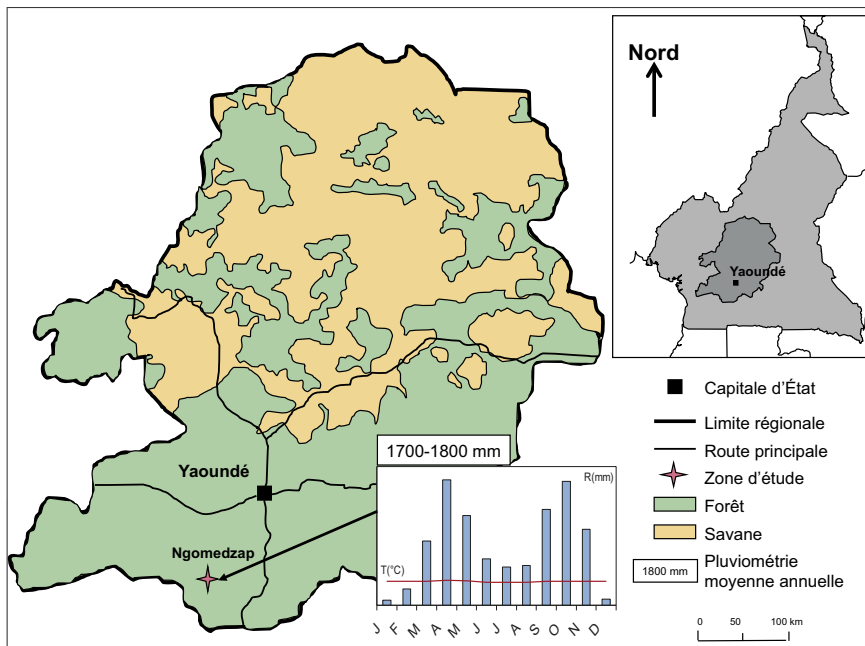 Nord
Yaoundé
Capitale d'État
Limite régionale
Route principale
Zone d'étude
Forêt
Savane
1800 mm
Pluviométrie
moyenne annuelle
0 50 100 km
Yaoundé
Ngomedzap
1700-1800 mm
R(mm)
T(°C)
J F M A M J J A S O N D